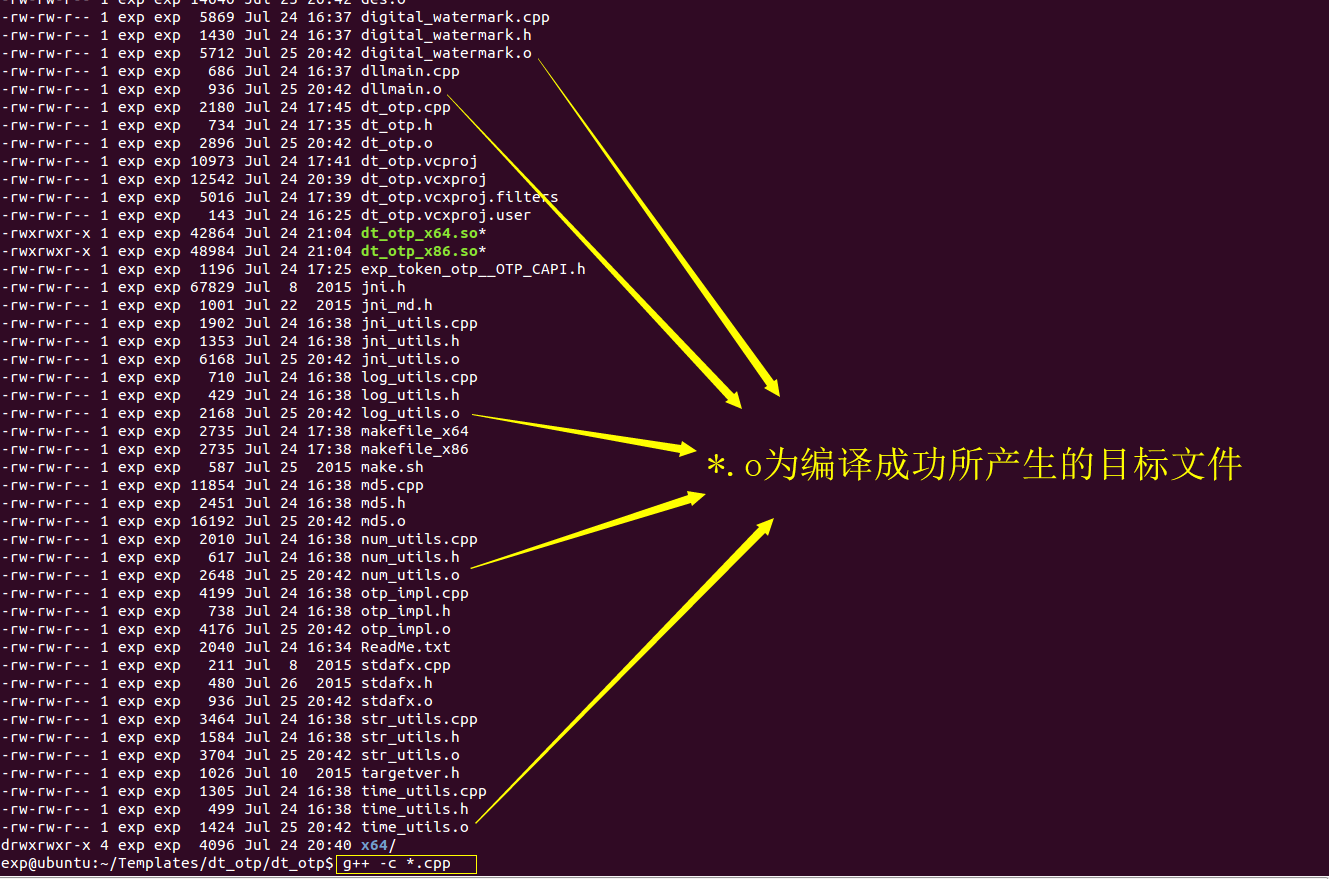 -rw-rw-r-- 1 exp exp 14040 Jul 25 20:42 des.o
-rw-rw-r-- 1 exp exp  5869 Jul 24 16:37 digital_watermark.cpp
-rw-rw-r-- 1 exp exp  1430 Jul 24 16:37 digital_watermark.h
-rw-rw-r-- 1 exp exp  5712 Jul 25 20:42 digital_watermark.o
-rw-rw-r-- 1 exp exp   686 Jul 24 16:37 dllmain.cpp
-rw-rw-r-- 1 exp exp   936 Jul 25 20:42 dllmain.o
-rw-rw-r-- 1 exp exp  2180 Jul 24 17:45 dt_otp.cpp
-rw-rw-r-- 1 exp exp   734 Jul 24 17:35 dt_otp.h
-rw-rw-r-- 1 exp exp  2896 Jul 25 20:42 dt_otp.o
-rw-rw-r-- 1 exp exp 10973 Jul 24 17:41 dt_otp.vcproj
-rw-rw-r-- 1 exp exp 12542 Jul 24 20:39 dt_otp.vcxproj
-rw-rw-r-- 1 exp exp  5016 Jul 24 17:39 dt_otp.vcxproj.filters
-rw-rw-r-- 1 exp exp   143 Jul 24 16:25 dt_otp.vcxproj.user
-rwxrwxr-x 1 exp exp 42864 Jul 24 21:04 dt_otp_x64.so*
-rwxrwxr-x 1 exp exp 48984 Jul 24 21:04 dt_otp_x86.so*
-rw-rw-r-- 1 exp exp  1196 Jul 24 17:25 exp_token_otp__OTP_CAPI.h
-rw-rw-r-- 1 exp exp 67829 Jul  8  2015 jni.h
-rw-rw-r-- 1 exp exp  1001 Jul 22  2015 jni_md.h
-rw-rw-r-- 1 exp exp  1902 Jul 24 16:38 jni_utils.cpp
-rw-rw-r-- 1 exp exp  1353 Jul 24 16:38 jni_utils.h
-rw-rw-r-- 1 exp exp  6168 Jul 25 20:42 jni_utils.o
-rw-rw-r-- 1 exp exp   710 Jul 24 16:38 log_utils.cpp
-rw-rw-r-- 1 exp exp   429 Jul 24 16:38 log_utils.h
-rw-rw-r-- 1 exp exp  2168 Jul 25 20:42 log_utils.o
-rw-rw-r-- 1 exp exp  2735 Jul 24 17:38 makefile_x64
-rw-rw-r-- 1 exp exp  2735 Jul 24 17:38 makefile_x86
*.o为编译成功所产生的目标文件
-rw-rw-r-- 1 exp exp   587 Jul 25  2015 make.sh
-rw-rw-r-- 1 exp exp 11854 Jul 24 16:38 md5.cpp
-rw-rw-r-- 1 exp exp  2451 Jul 24 16:38 md5.h
-rw-rw-r-- 1 exp exp 16192 Jul 25 20:42 md5.o
-rw-rw-r-- 1 exp exp  2010 Jul 24 16:38 num_utils.cpp
-rw-rw-r-- 1 exp exp   617 Jul 24 16:38 num_utils.h
-rw-rw-r-- 1 exp exp  2648 Jul 25 20:42 num_utils.o
-rw-rw-r-- 1 exp exp  4199 Jul 24 16:38 otp_impl.cpp
-rw-rw-r-- 1 exp exp   738 Jul 24 16:38 otp_impl.h
-rw-rw-r-- 1 exp exp  4176 Jul 25 20:42 otp_impl.o
-rw-rw-r-- 1 exp exp  2040 Jul 24 16:34 ReadMe.txt
-rw-rw-r-- 1 exp exp   211 Jul  8  2015 stdafx.cpp
-rw-rw-r-- 1 exp exp   480 Jul 26  2015 stdafx.h
-rw-rw-r-- 1 exp exp   936 Jul 25 20:42 stdafx.o
-rw-rw-r-- 1 exp exp  3464 Jul 24 16:38 str_utils.cpp
-rw-rw-r-- 1 exp exp  1584 Jul 24 16:38 str_utils.h
-rw-rw-r-- 1 exp exp  3704 Jul 25 20:42 str_utils.o
-rw-rw-r-- 1 exp exp  1026 Jul 10  2015 targetver.h
-rw-rw-r-- 1 exp exp  1305 Jul 24 16:38 time_utils.cpp
-rw-rw-r-- 1 exp exp   499 Jul 24 16:38 time_utils.h
-rw-rw-r-- 1 exp exp  1424 Jul 25 20:42 time_utils.o
drwxrwxr-x 4 exp exp  4096 Jul 24 20:40 x64/
exp@ubuntu:~/Templates/dt_otp/dt_otp$ g++ -c *.cpp